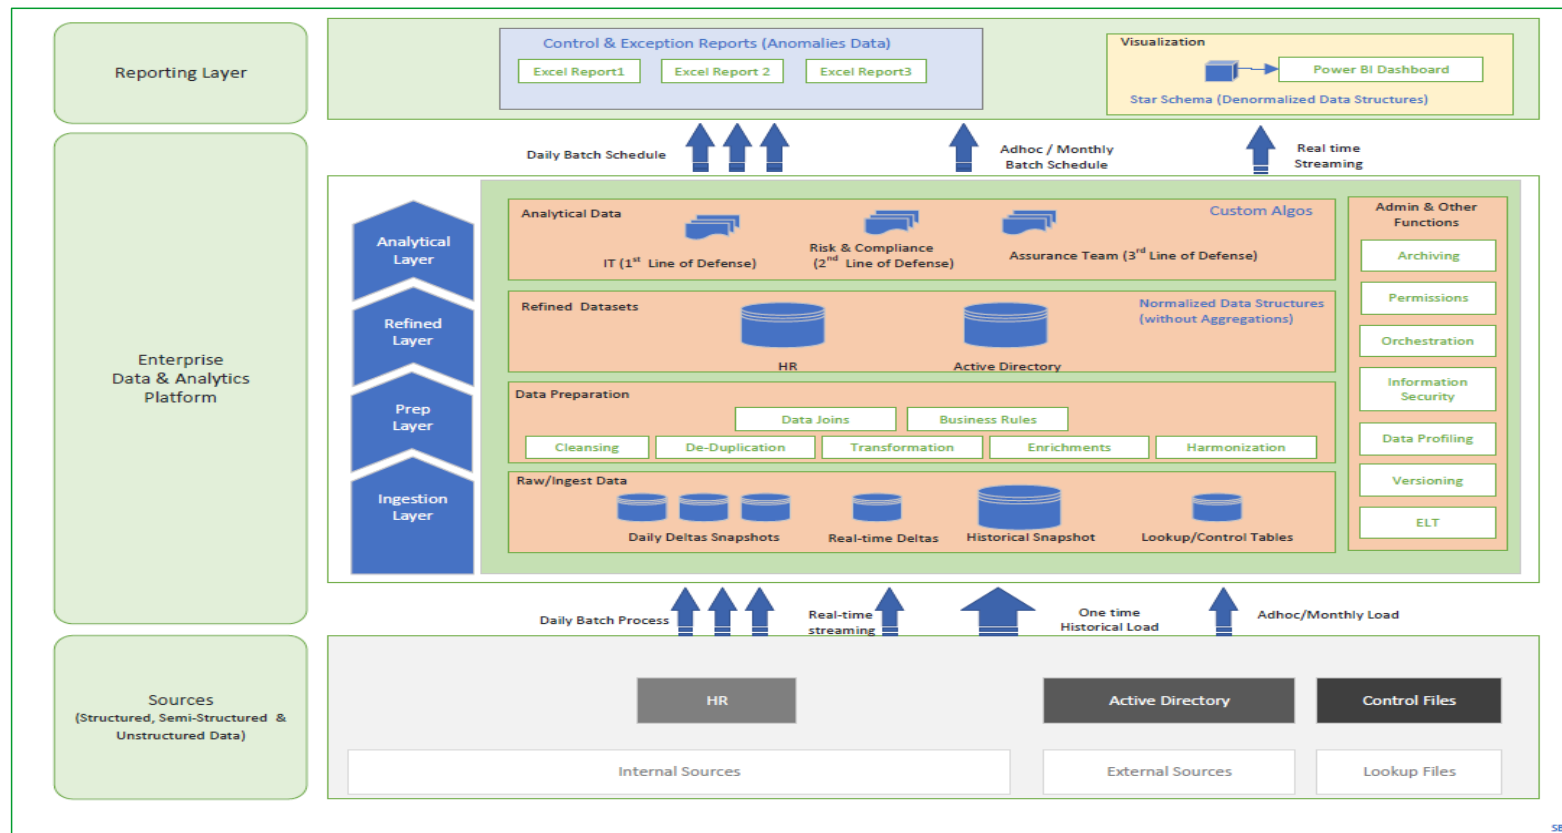 Reporting Layer
Control & Exception Reports (Anomalies Data)
Excel Report1
Excel Report 2
Excel Report3
Visualization
Power BI Dashboard
Star Schema (Denormalized Data Structures)
Daily Batch Schedule
Adhoc / Monthly
Batch Schedule
Real time
Streaming
Enterprise
Data & Analytics
Platform
Analytical
Layer
Refined
Layer
Prep
Layer
Ingestion
Layer
Analytical Data
Custom Algos
IT (1st Line of Defense)
Risk & Compliance
(2nd Line of Defense)
Assurance Team (3rd Line of Defense)
Refined Datasets
Normalized Data Structures
(without Aggregations)
HR
Active Directory
Data Preparation
Data Joins
Business Rules
Cleansing
De-Duplication
Transformation
Enrichments
Harmonization
Raw/Ingest Data
Daily Deltas Snapshots
Real-time Deltas
Historical Snapshot
Lookup/Control Tables
Admin & Other
Functions
Archiving
Permissions
Orchestration
Information
Security
Data Profiling
Versioning
ELT
Daily Batch Process
Real-time
streaming
One time
Historical Load
Adhoc/Monthly Load
Sources
(Structured, Semi-Structured &
Unstructured Data)
HR
Active Directory
Control Files
Internal Sources
External Sources
Lookup Files